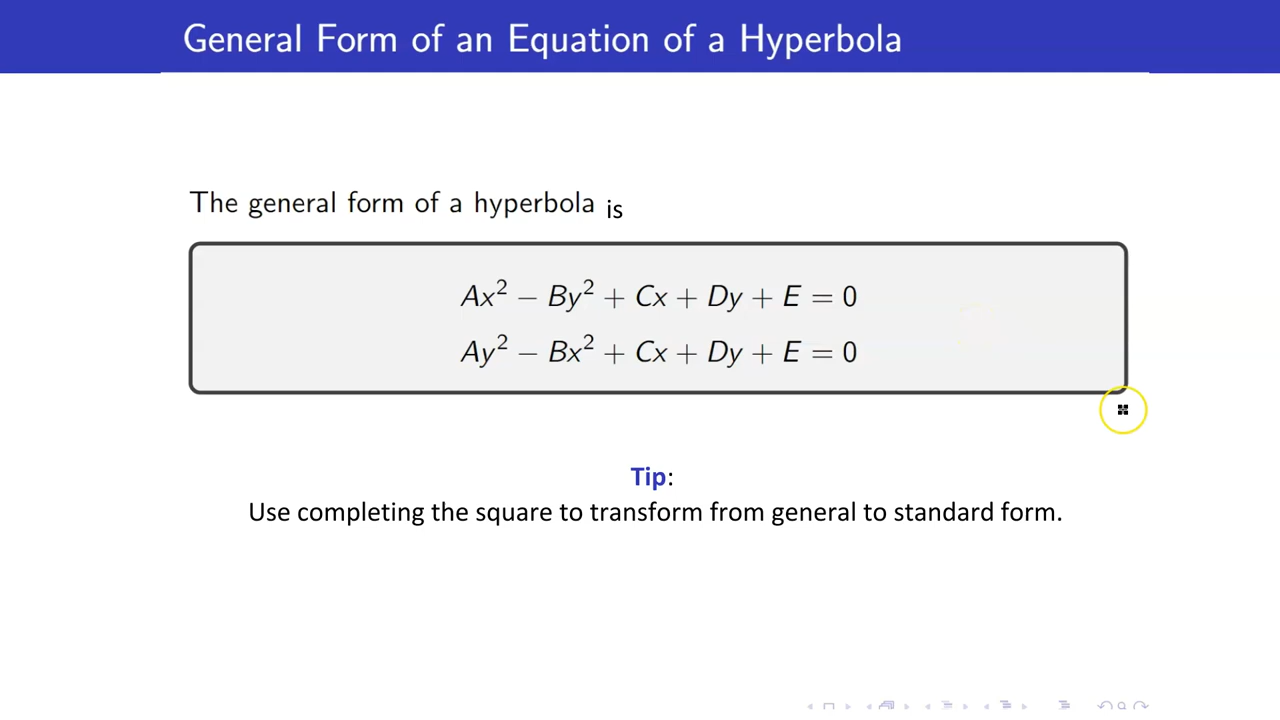 General Form of an Equation of a Hyperbola
The general form of a hyperbola is
Ax² − By² + Cx + Dy + E = 0
Ay² − Bx² + Cx + Dy + E = 0
Tip:
Use completing the square to transform from general to standard form.